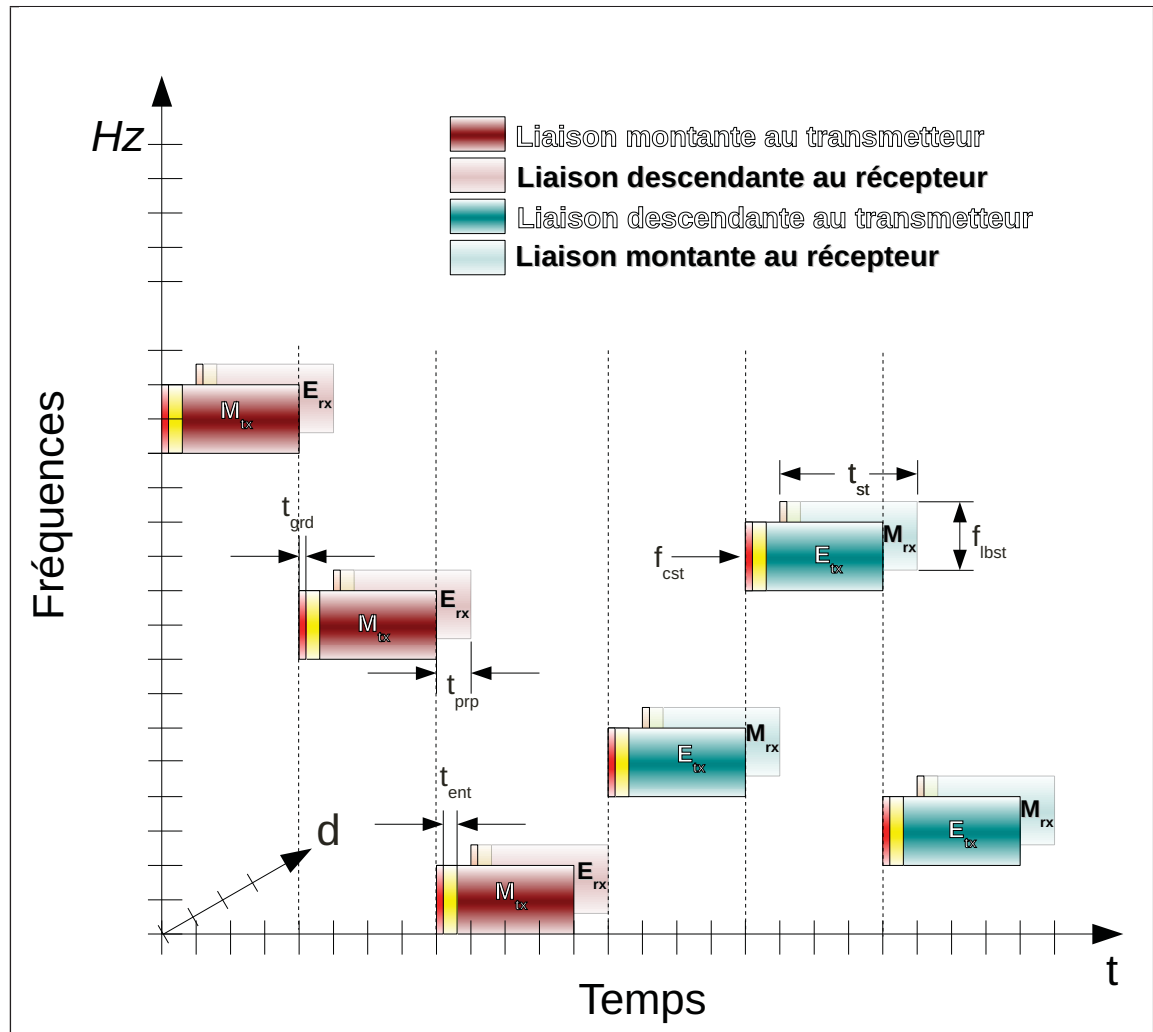 Hz
Liaison montante au transmetteur
Liaison descendante au récepteur
Liaison descendante au transmetteur
Liaison montante au récepteur
Fréquences
E rx
M tx
t st
t grd
M rx
f lbst
f cst
E tx
E rx
M tx
t prp
M rx
E tx
t ent
d
M rx
E tx
E rx
M tx
t
Temps